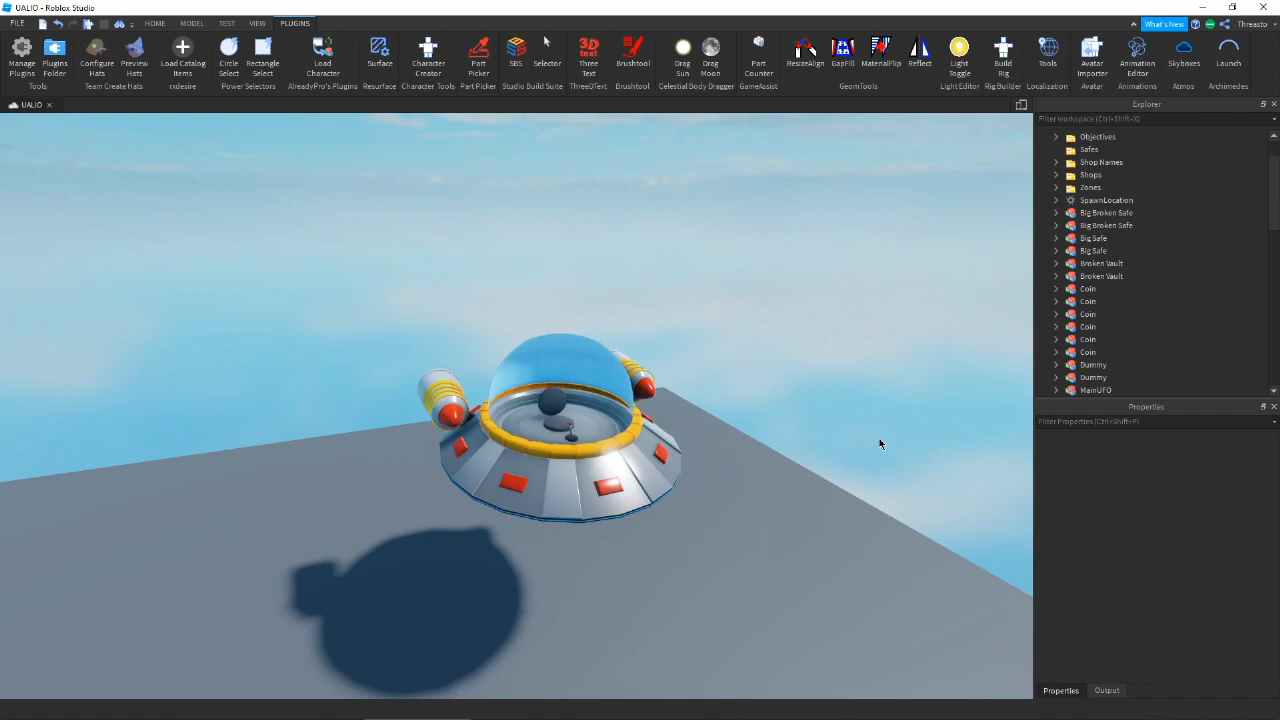 UALIO - Roblox Studio
FILE HOME MODEL TEST VIEW PLUGINS What's New Threasto
Manage Plugins
Plugins Folder
Tools
Configure Hats
Preview Hats
Team Create Hats
Load Catalog Items
rxdesire
Circle Select
Rectangle Select
Power Selectors
Load Character
AlreadyPro's Plugins
Surface
Resurface
Character Creator
Character Tools
Part Picker
Part Picker
SBS
Selector
Studio Build Suite
3D TEXT
Three Text
ThreeDText
Brushtool
Brushtool
Drag Sun
Drag Moon
Celestial Body Dragger
Part Counter
GameAssist
ResizeAlign
GapFill
MaterialFlip
Reflect
GeomTools
Light Toggle
Light Editor
Build Rig
Rig Builder
Tools
Localization
Avatar Importer
Avatar
Animation Editor
Animations
Skyboxes
Atmos
Launch
Archimedes
UALIO
Explorer
Filter workspace (Ctrl+Shift+X)
Objectives
Safes
Shop Names
Shops
Zones
SpawnLocation
Big Broken Safe
Big Broken Safe
Big Safe
Big Safe
Broken Vault
Broken Vault
Coin
Coin
Coin
Coin
Coin
Coin
Dummy
Dummy
MainUFO
Properties
Filter Properties (Ctrl+Shift+P)
Properties Output